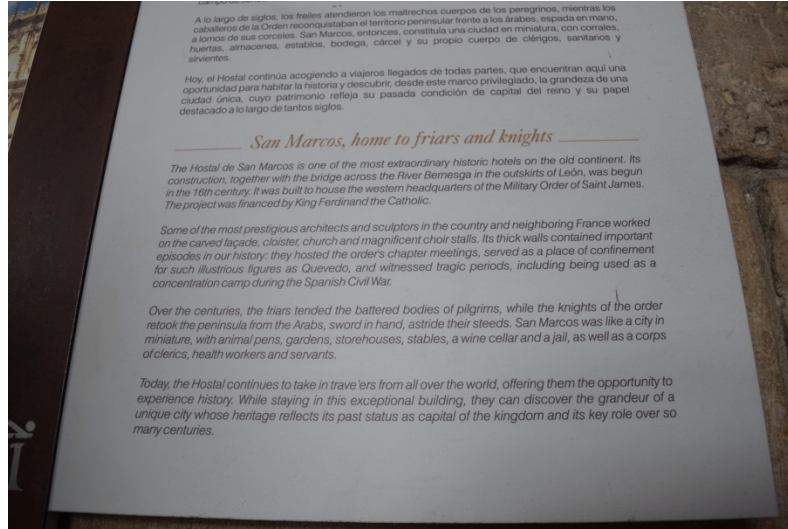 A lo largo de siglos, los freiles atendieron los maltrechos cuerpos de los peregrinos, mientras los
caballeros de la Orden reconquistaban el territorio peninsular frente a los árabes, espada en mano,
a lomos de sus corceles. San Marcos, entonces, constituía una ciudad en miniatura, con corrales,
huertas, almacenes, establos, bodega, cárcel y su propio cuerpo de clérigos, sanitarios y
sirvientes.
Hoy, el Hostal continúa acogiendo a viajeros llegados de todas partes, que encuentran aquí una
oportunidad para habitar la historia y descubrir, desde este marco privilegiado, la grandeza de una
ciudad única, cuyo patrimonio refleja su pasada condición de capital del reino y su papel
destacado a lo largo de tantos siglos.
San Marcos, home to friars and knights
The Hostal de San Marcos is one of the most extraordinary historic hotels on the old continent. Its
construction, together with the bridge across the River Bernesga in the outskirts of León, was begun
in the 16th century. It was built to house the western headquarters of the Military Order of Saint James.
The project was financed by King Ferdinand the Catholic.
Some of the most prestigious architects and sculptors in the country and neighboring France worked
on the carved façade, cloister, church and magnificent choir stalls. Its thick walls contained important
episodes in our history: they hosted the order's chapter meetings, served as a place of confinement
for such illustrious figures as Quevedo, and witnessed tragic periods, including being used as a
concentration camp during the Spanish Civil War.
Over the centuries, the friars tended the battered bodies of pilgrims, while the knights of the order
retook the peninsula from the Arabs, sword in hand, astride their steeds. San Marcos was like a city in
miniature, with animal pens, gardens, storehouses, stables, a wine cellar and a jail, as well as a corps
of clerics, health workers and servants.
Today, the Hostal continues to take in trave'ers from all over the world, offering them the opportunity to
experience history. While staying in this exceptional building, they can discover the grandeur of a
unique city whose heritage reflects its past status as capital of the kingdom and its key role over so
many centuries.